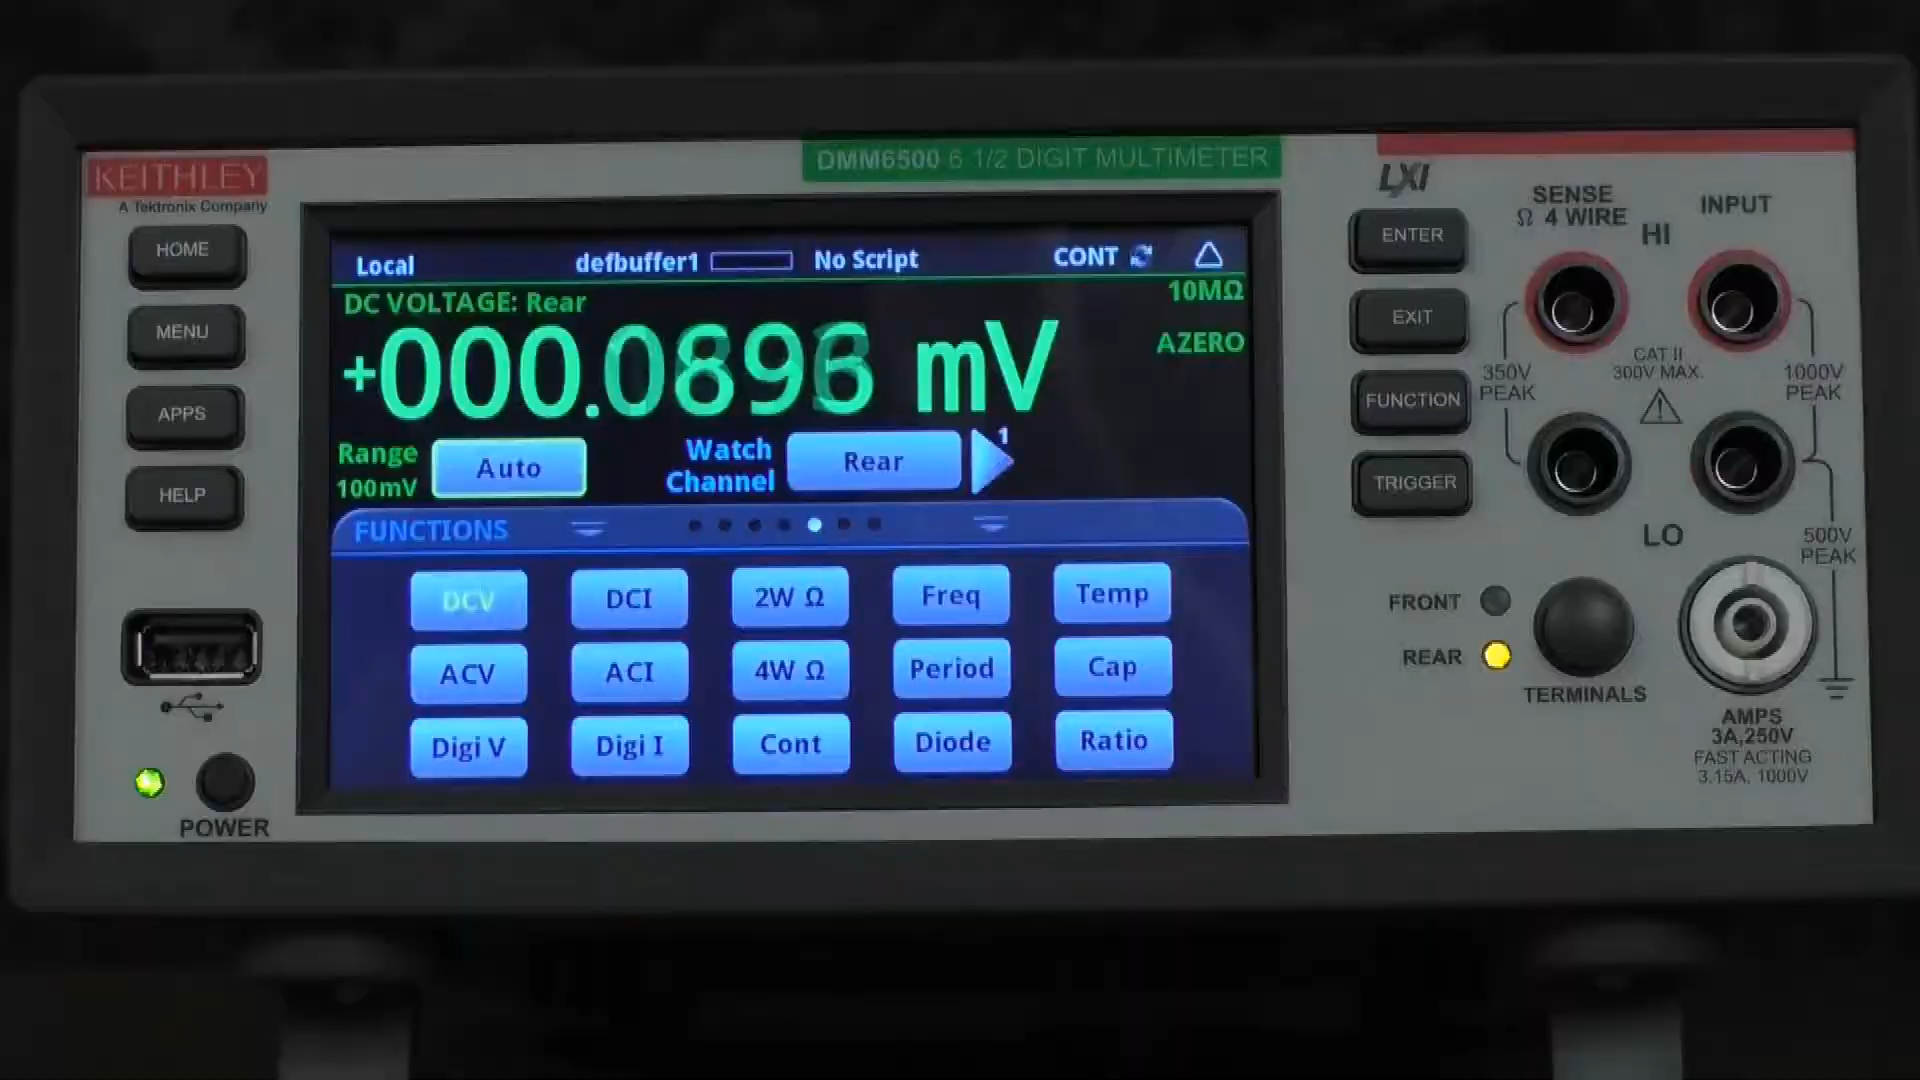 KEITHLEY
A Tektronix Company
DMM6500 6 1/2 DIGIT MULTIMETER
LXI
HOME
MENU
APPS
HELP
POWER
Local
defbuffer1
No Script
CONT
DC VOLTAGE: Rear
10MΩ
mV
AZERO
Range
100mV
Auto
Watch
Channel
Rear
1
FUNCTIONS
DCV
DCI
2W Ω
Freq
Temp
ACV
ACI
4W Ω
Period
Cap
Digi V
Digi I
Cont
Diode
Ratio
ENTER
EXIT
FUNCTION
TRIGGER
SENSE
Ω 4 WIRE
INPUT
HI
350V
PEAK
CAT II
300V MAX.
1000V
PEAK
LO
500V
PEAK
FRONT
REAR
TERMINALS
AMPS
3A,250V
FAST ACTING
3.15A, 1000V